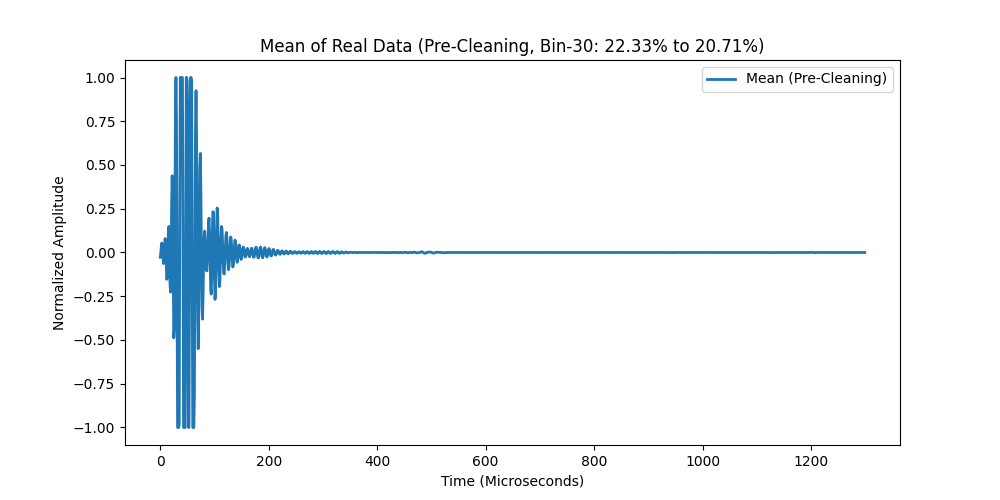 Mean of Real Data (Pre-Cleaning, Bin-30: 22.33% to 20.71%)
Mean (Pre-Cleaning)
Normalized Amplitude
1.00
0.75
0.50
0.25
0.00
−0.25
−0.50
−0.75
−1.00
0 200 400 600 800 1000 1200
Time (Microseconds)